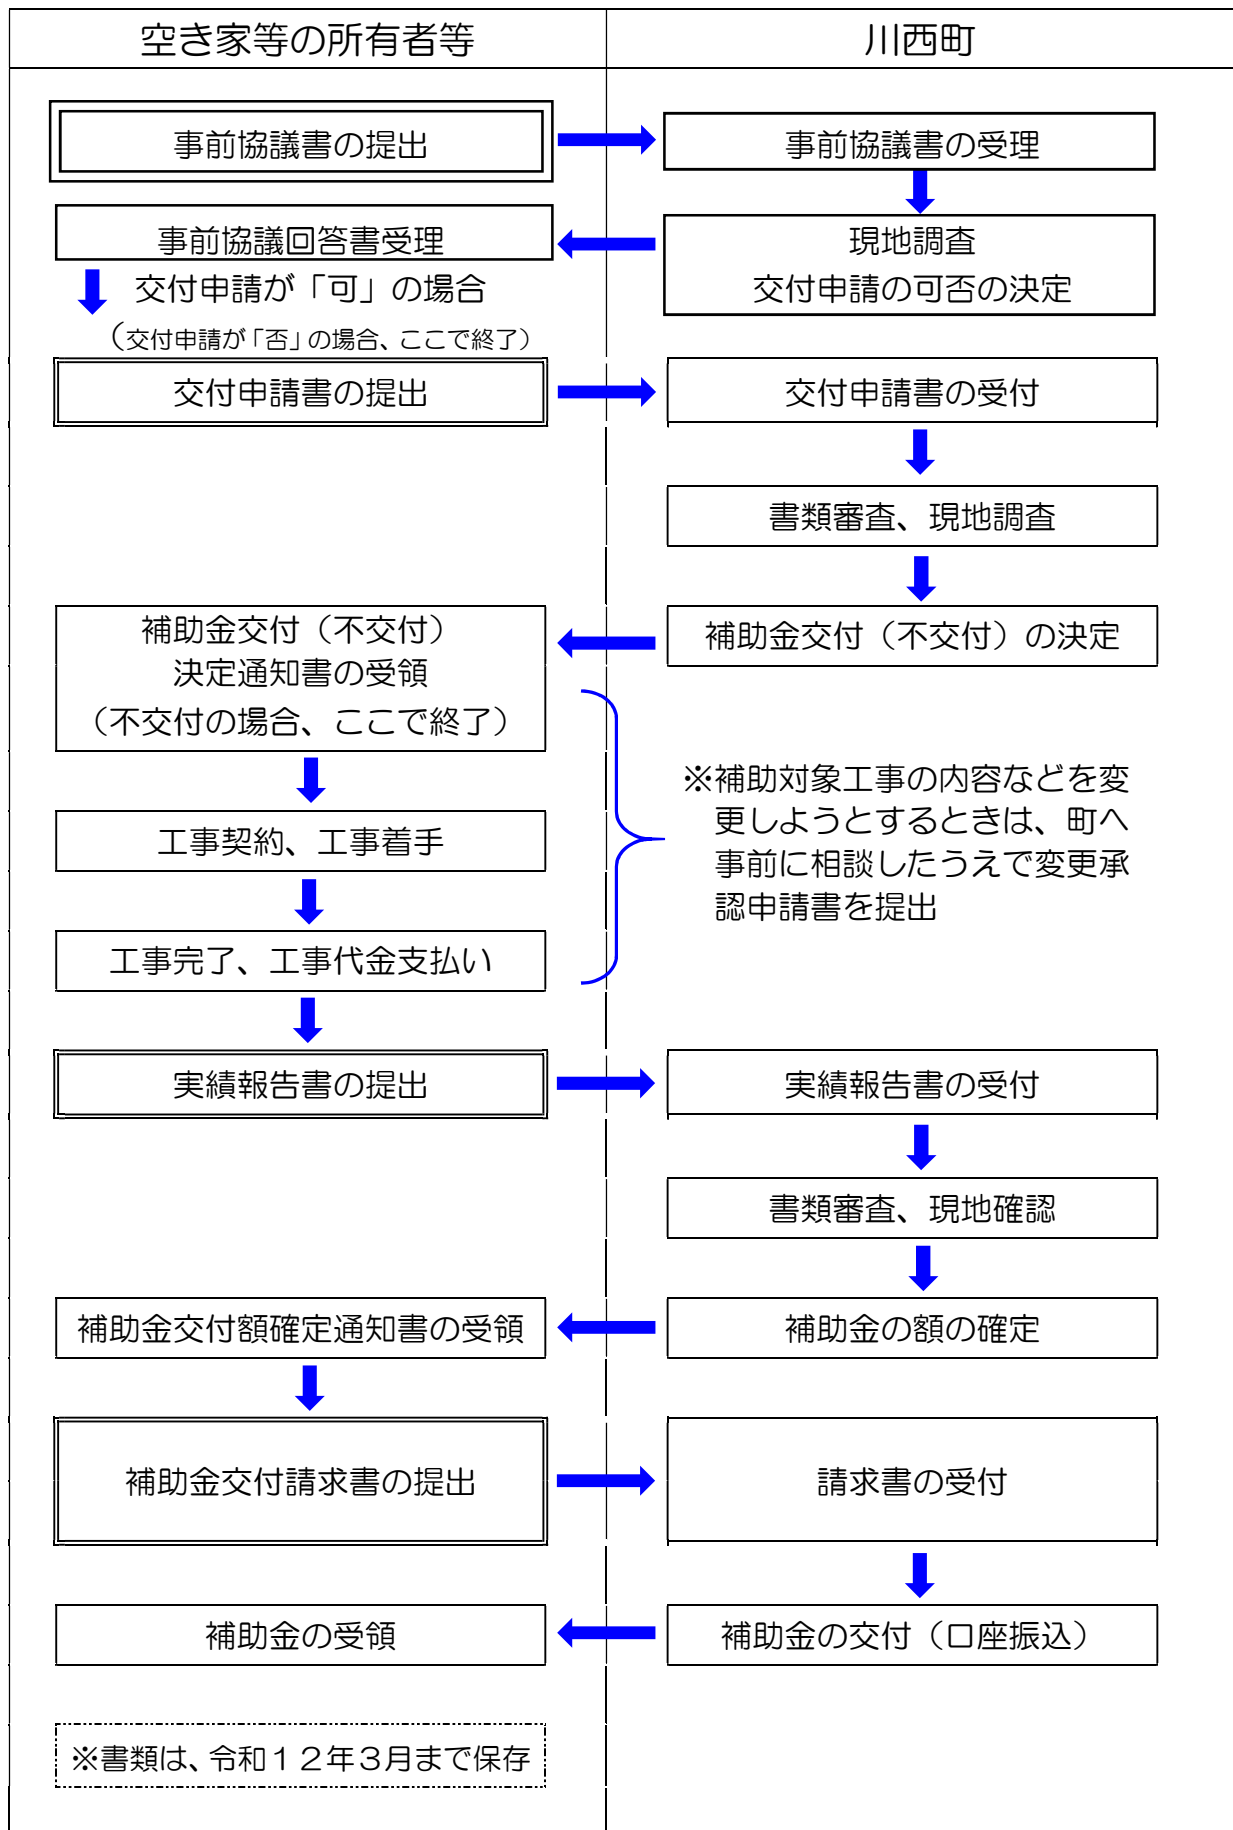 空き家等の所有者等
川西町
事前協議書の提出
事前協議書の受理
現地調査
交付申請の可否の決定
事前協議回答書受理
交付申請が「可」の場合
（交付申請が「否」の場合、ここで終了）
交付申請書の提出
交付申請書の受付
書類審査、現地調査
補助金交付（不交付）の決定
補助金交付（不交付）
決定通知書の受領
（不交付の場合、ここで終了）
工事契約、工事着手
工事完了、工事代金支払い
※補助対象工事の内容などを変
更しようとするときは、町へ
事前に相談したうえで変更承
認申請書を提出
実績報告書の提出
実績報告書の受付
書類審査、現地確認
補助金の額の確定
補助金交付額確定通知書の受領
補助金交付請求書の提出
請求書の受付
補助金の交付（口座振込）
補助金の受領
※書類は、令和１２年３月まで保存